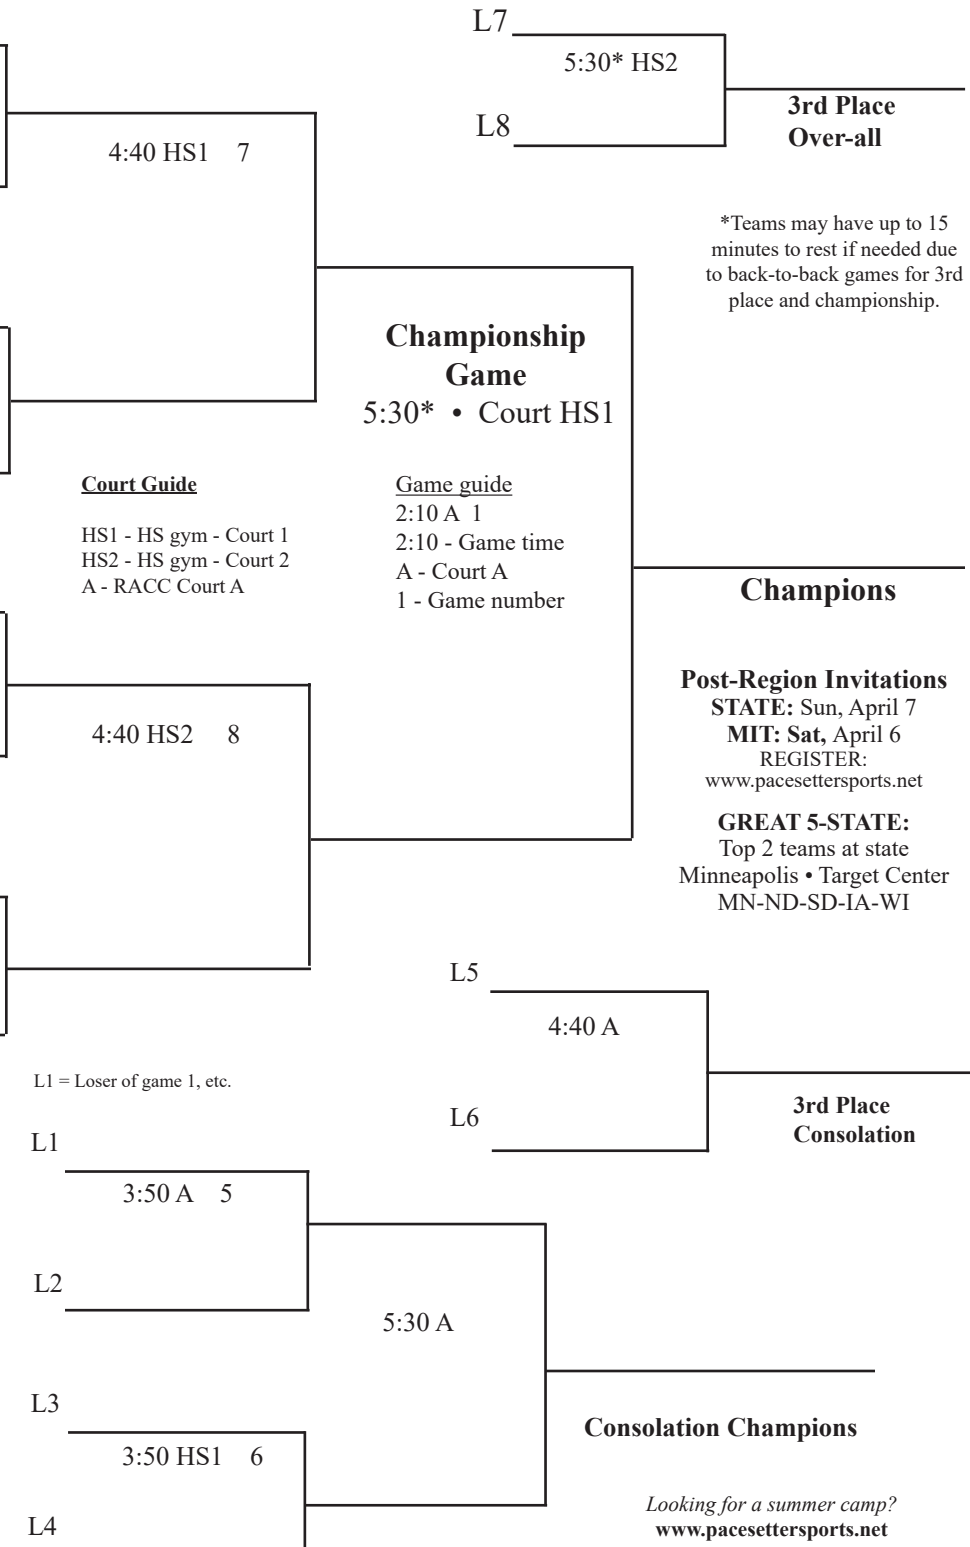 L7
5:30* HS2
L8
3rd Place
Over-all
4:40 HS1 7
*Teams may have up to 15
minutes to rest if needed due
to back-to-back games for 3rd
place and championship.
Championship
Game
5:30* • Court HS1
Court Guide
HS1 - HS gym - Court 1
HS2 - HS gym - Court 2
A - RACC Court A
Game guide
2:10 A 1
2:10 - Game time
A - Court A
1 - Game number
Champions
Post-Region Invitations
STATE: Sun, April 7
MIT: Sat, April 6
REGISTER:
www.pacesettersports.net
GREAT 5-STATE:
Top 2 teams at state
Minneapolis • Target Center
MN-ND-SD-IA-WI
4:40 HS2 8
L5
4:40 A
L6
3rd Place
Consolation
L1 = Loser of game 1, etc.
L1
3:50 A 5
L2
5:30 A
L3
3:50 HS1 6
L4
Consolation Champions
Looking for a summer camp?
www.pacesettersports.net